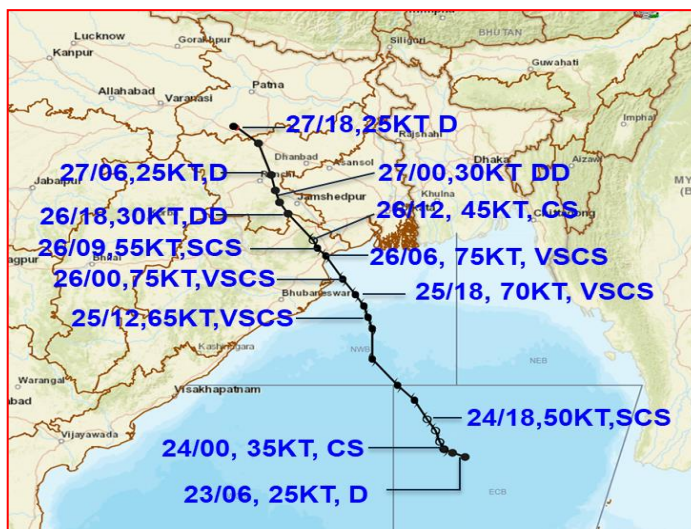 Lucknow
Gorakhpur
Siliguri
BHUTAN
Kanpur
Guwahati
Patna
Allahabad
Varanasi
Imphal
27/18,25KT D
Rajshahi
Dhanbad
Dhaka
Aizawl
27/06,25KT,D
Asansol
27/00,30KT DD
Jabalpur
Jamshedpur
Khulna
26/18,30KT,DD
26/12, 45KT, CS
26/09,55KT,SCS
26/06, 75KT, VSCS
26/00,75KT,VSCS
Bhubaneswar
25/18, 70KT, VSCS
25/12,65KT,VSCS
NWB
NEB
Warangal
Visakhapatnam
24/18,50KT,SCS
Vijayawada
24/00, 35KT, CS
23/06, 25KT, D
ECB